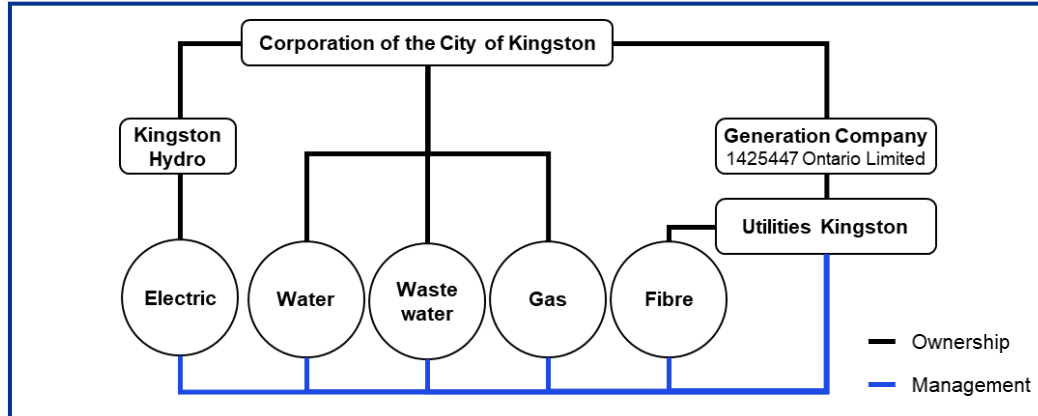 Corporation of the City of Kingston
Kingston
Hydro
Generation Company
1425447 Ontario Limited
Utilities Kingston
Electric
Water
Waste
water
Gas
Fibre
Ownership
Management